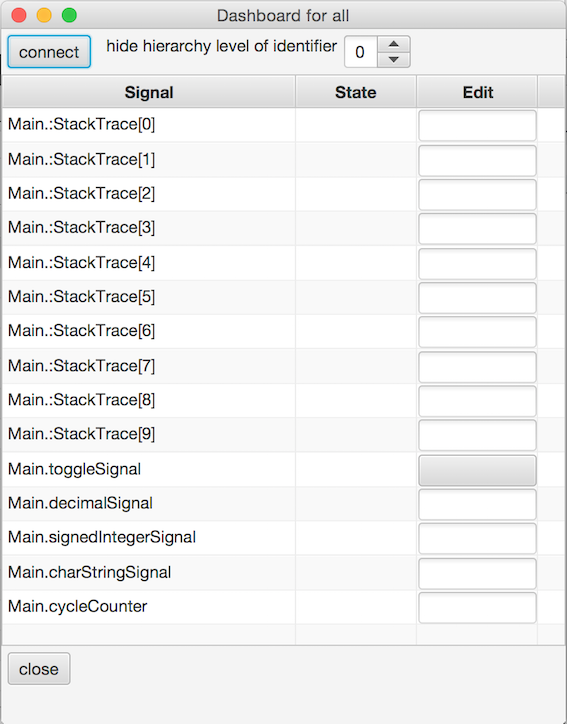 Dashboard for all
connect hide hierarchy level of identifier 0
Signal State Edit
Main.:StackTrace[0]
Main.:StackTrace[1]
Main.:StackTrace[2]
Main.:StackTrace[3]
Main.:StackTrace[4]
Main.:StackTrace[5]
Main.:StackTrace[6]
Main.:StackTrace[7]
Main.:StackTrace[8]
Main.:StackTrace[9]
Main.toggleSignal
Main.decimalSignal
Main.signedIntegerSignal
Main.charStringSignal
Main.cycleCounter
close